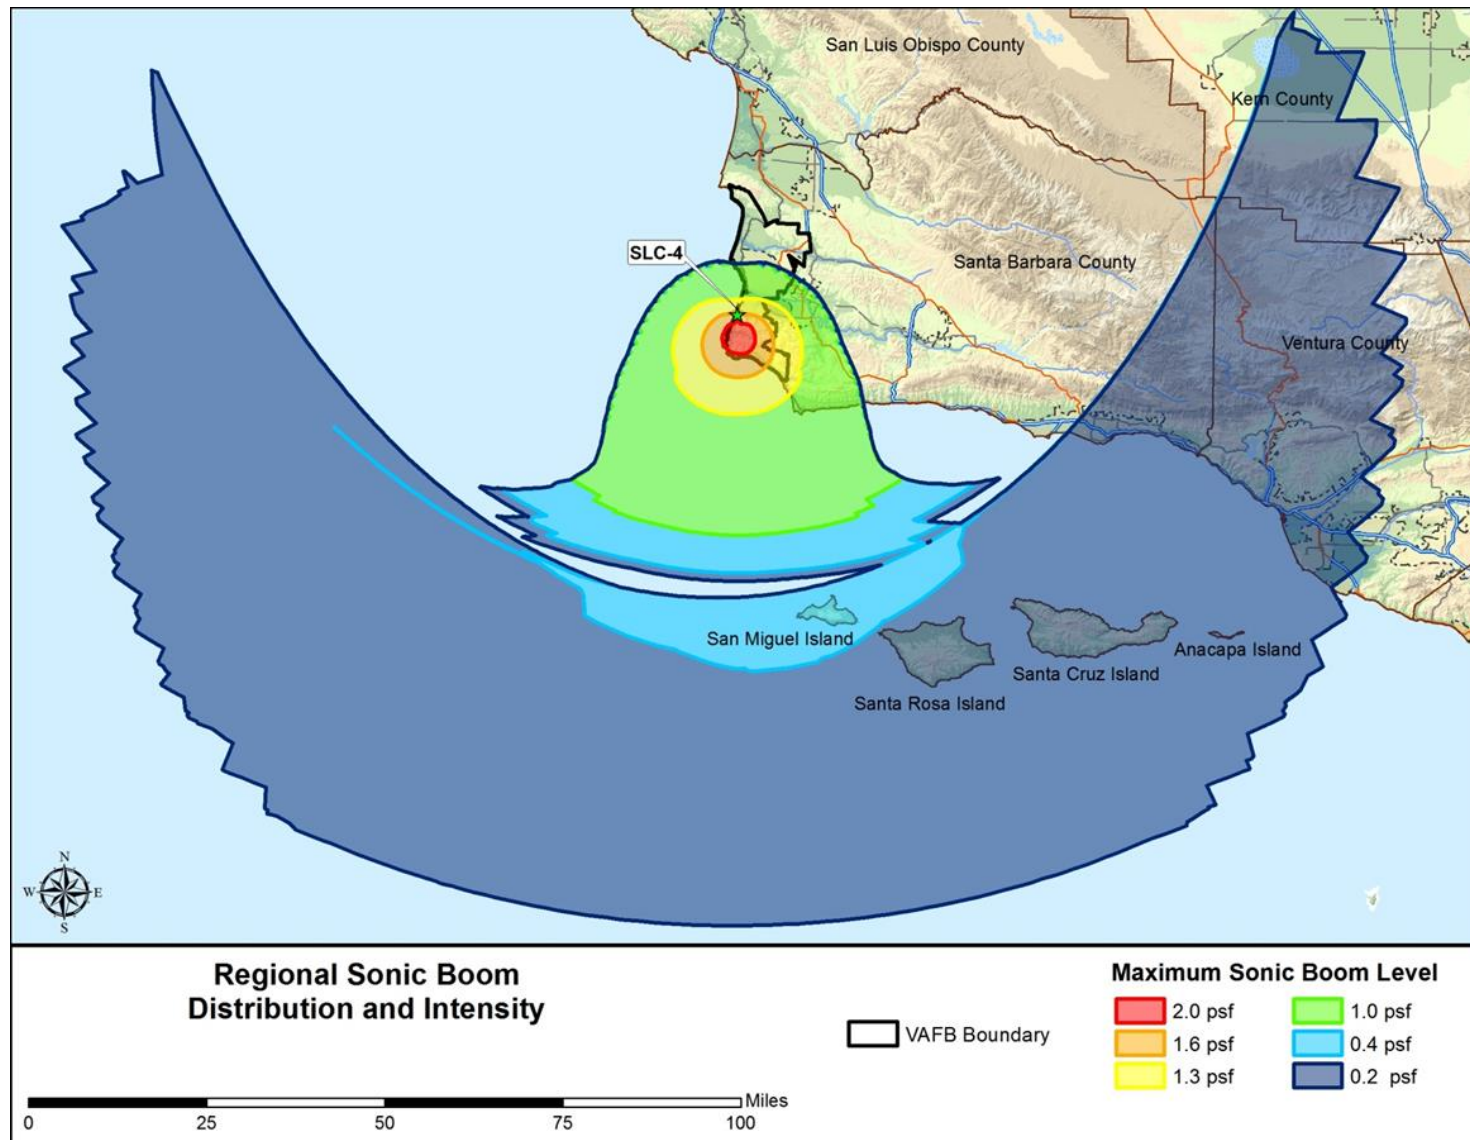 San Luis Obispo County
Kern County
SLC-4
Santa Barbara County
Ventura County
San Miguel Island
Santa Rosa Island
Santa Cruz Island
Anacapa Island
N
W E
S
Regional Sonic Boom
Distribution and Intensity
0 25 50 75 100 Miles
VAFB Boundary
Maximum Sonic Boom Level
2.0 psf 1.0 psf
1.6 psf 0.4 psf
1.3 psf 0.2 psf